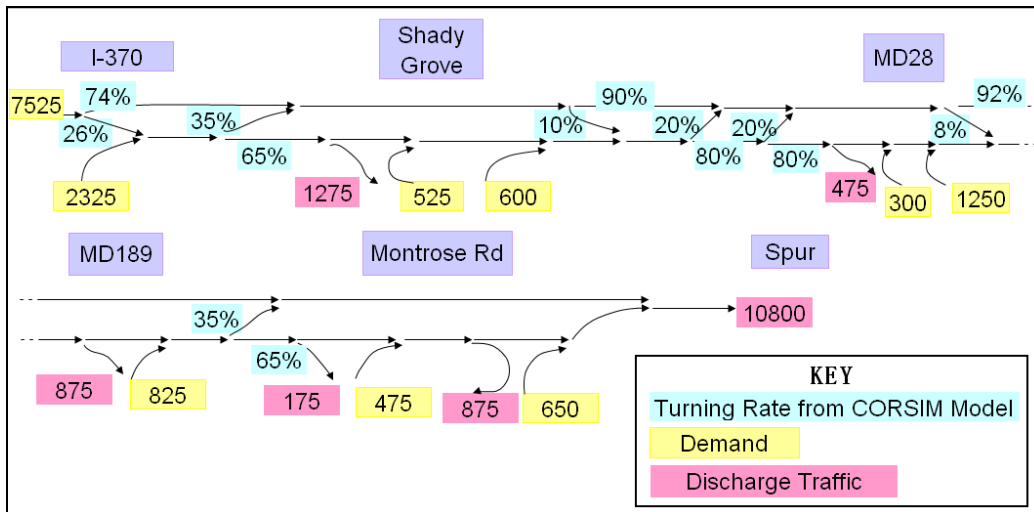 I-370
Shady
Grove
MD28
7525
74%
90%
92%
26%
35%
10%
20%
20%
8%
65%
80%
80%
2325
1275
525
600
475
300
1250
MD189
Montrose Rd
Spur
35%
10800
65%
875
825
175
475
875
650
KEY
Turning Rate from CORSIM Model
Demand
Discharge Traffic